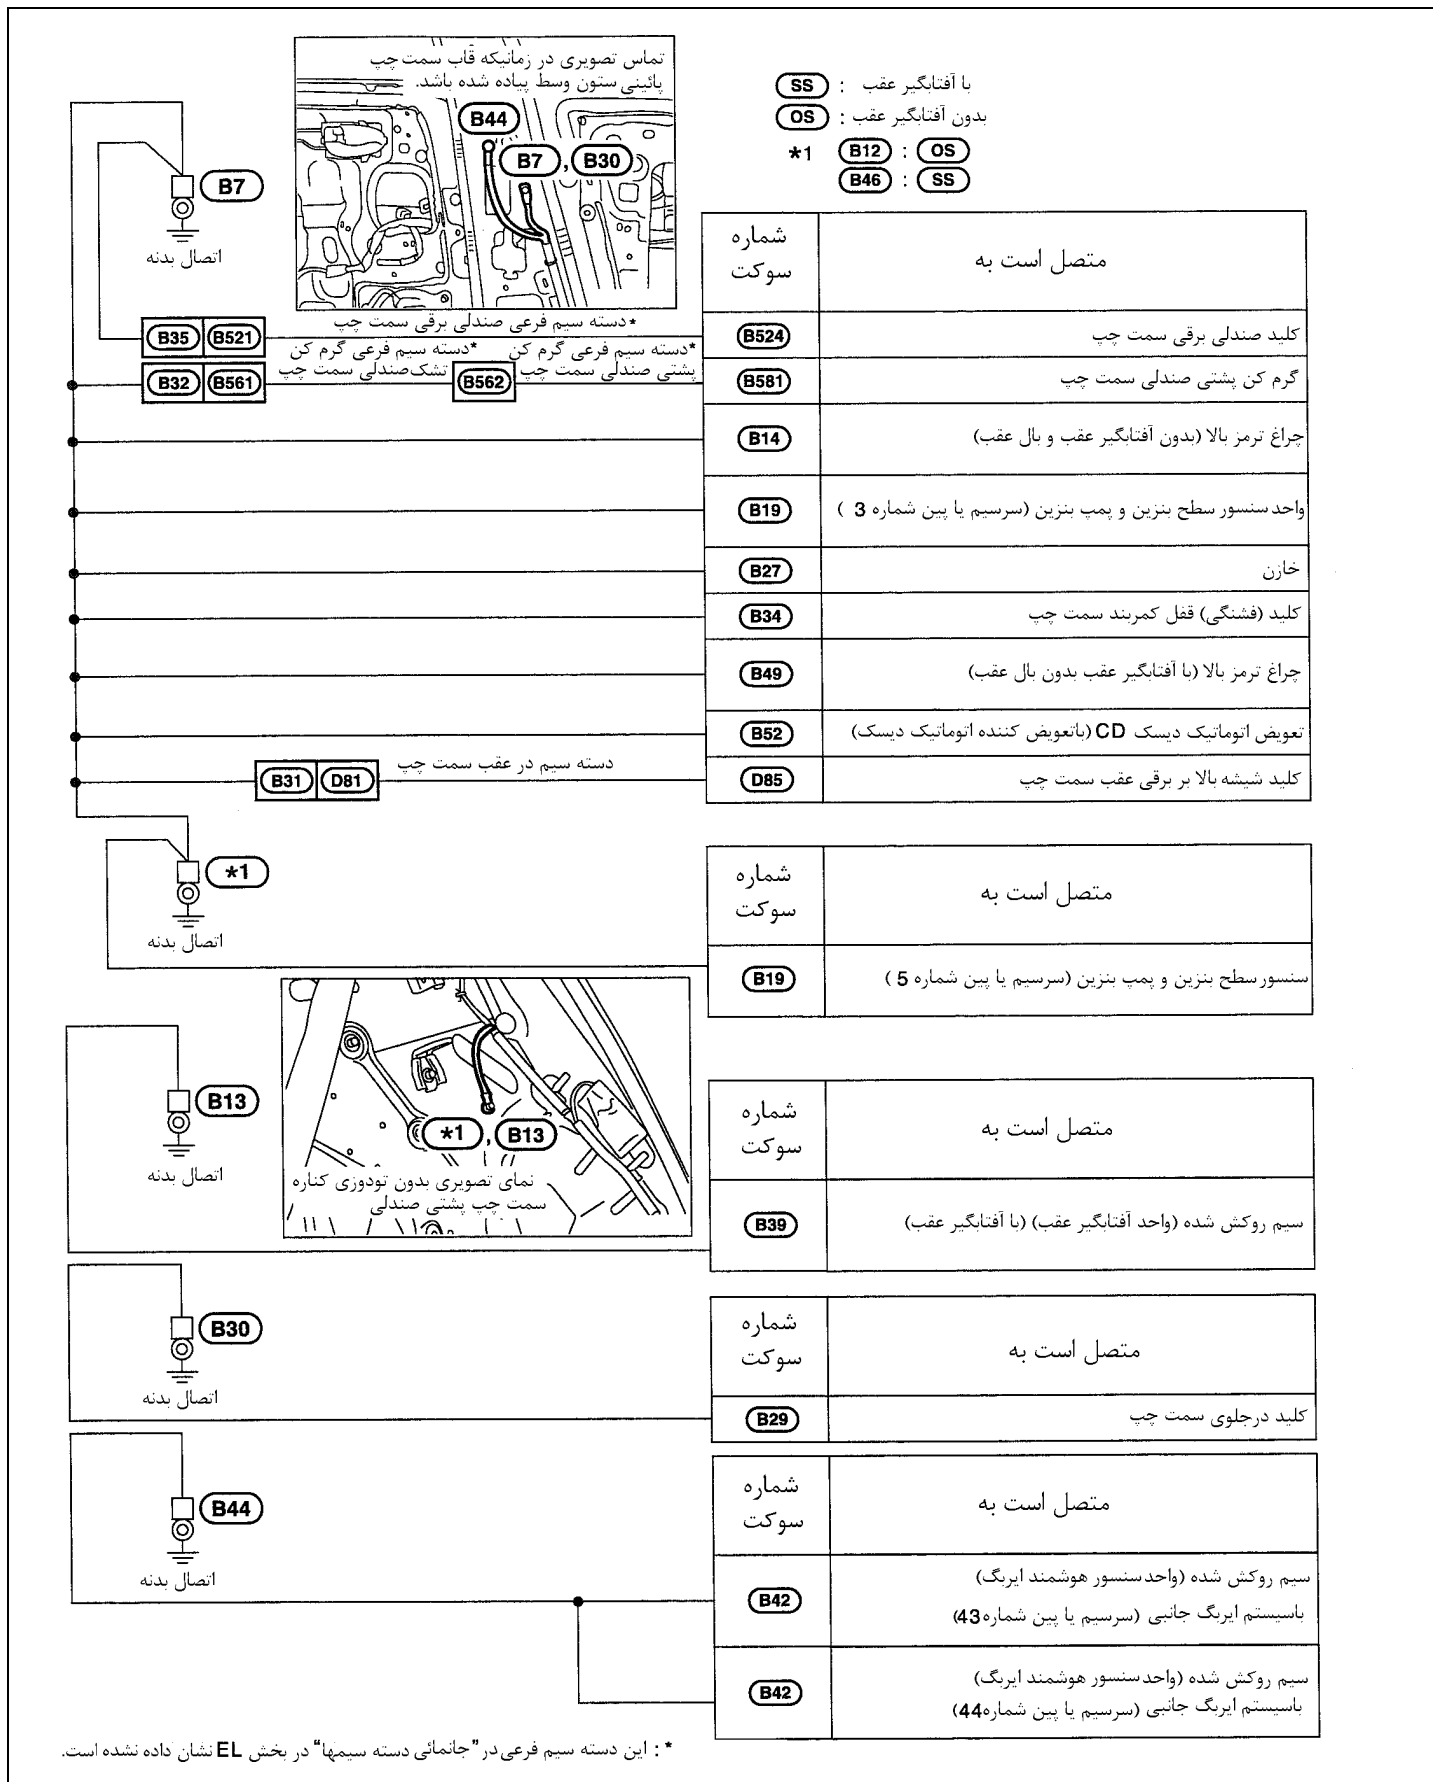 تماس تصویری در زمانیکه قاب سمت چپ
پائینی ستون وسط پیاده شده باشد.
B44
B7 , B30
با آفتابگیر عقب : SS
بدون آفتابگیر عقب : OS
*1 B12 : OS
B46 : SS
B7
اتصال بدنه
شماره سوکت
متصل است به
B35 B521
*دسته سیم فرعی صندلی برقی سمت چپ
B524
کلید صندلی برقی سمت چپ
B32 B561
*دسته سیم فرعی گرم کن
تشک صندلی سمت چپ
B562
*دسته سیم فرعی گرم کن
پشتی صندلی سمت چپ
B581
گرم کن پشتی صندلی سمت چپ
B14
چراغ ترمز بالا (بدون آفتابگیر عقب و بال عقب)
B19
واحد سنسور سطح بنزین و پمپ بنزین (سرسیم یا پین شماره 3 )
B27
خازن
B34
کلید (فشنگی) قفل کمربند سمت چپ
B49
چراغ ترمز بالا (با آفتابگیر عقب بدون بال عقب)
B52
تعویض اتوماتیک دیسک CD (باتعویض کننده اتوماتیک دیسک)
B31 D81
دسته سیم در عقب سمت چپ
D85
کلید شیشه بالا بر برقی عقب سمت چپ
*1
اتصال بدنه
شماره سوکت
متصل است به
B19
سنسور سطح بنزین و پمپ بنزین (سرسیم یا پین شماره 5 )
B13
اتصال بدنه
*1 , B13
نمای تصویری بدون تودوزی کناره
سمت چپ پشتی صندلی
شماره سوکت
متصل است به
B39
سیم روکش شده (واحد آفتابگیر عقب) (با آفتابگیر عقب)
B30
اتصال بدنه
شماره سوکت
متصل است به
B29
کلید درجلوی سمت چپ
B44
اتصال بدنه
شماره سوکت
متصل است به
B42
سیم روکش شده (واحد سنسور هوشمند ایربگ)
باسیستم ایربگ جانبی (سرسیم یا پین شماره43)
B42
سیم روکش شده (واحد سنسور هوشمند ایربگ)
باسیستم ایربگ جانبی (سرسیم یا پین شماره44)
* : این دسته سیم فرعی در "جانمائی دسته سیمها" در بخش EL نشان داده نشده است.